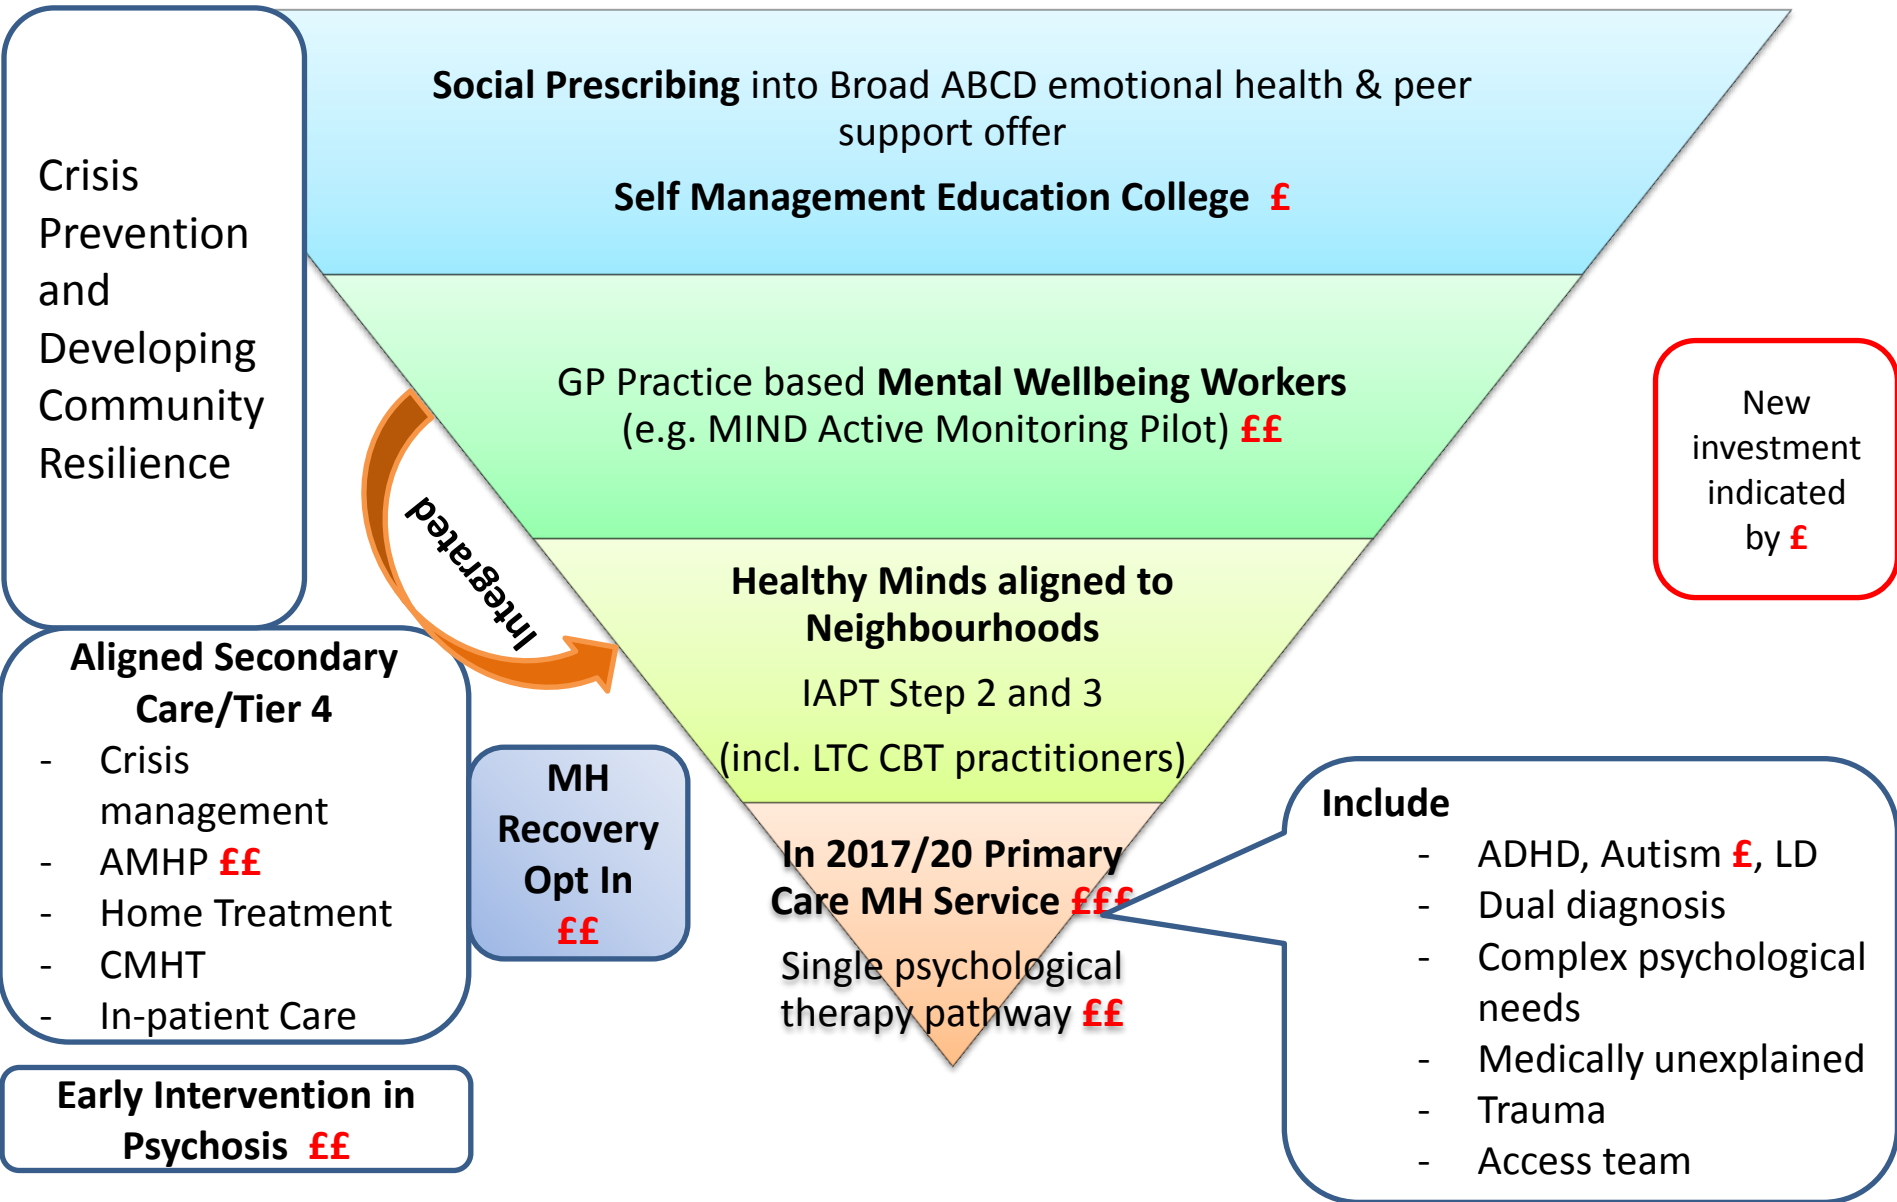 Crisis
Prevention
and
Developing
Community
Resilience
Social Prescribing into Broad ABCD emotional health & peer
support offer
Self Management Education College £
GP Practice based Mental Wellbeing Workers
(e.g. MIND Active Monitoring Pilot) ££
Integrated
Healthy Minds aligned to
Neighbourhoods
IAPT Step 2 and 3
(incl. LTC CBT practitioners)
In 2017/20 Primary
Care MH Service £££
Single psychological
therapy pathway ££
New
investment
indicated
by £
Aligned Secondary
Care/Tier 4
- Crisis
management
- AMHP ££
- Home Treatment
- CMHT
- In-patient Care
MH
Recovery
Opt In
££
Early Intervention in
Psychosis ££
Include
- ADHD, Autism £, LD
- Dual diagnosis
- Complex psychological
needs
- Medically unexplained
- Trauma
- Access team